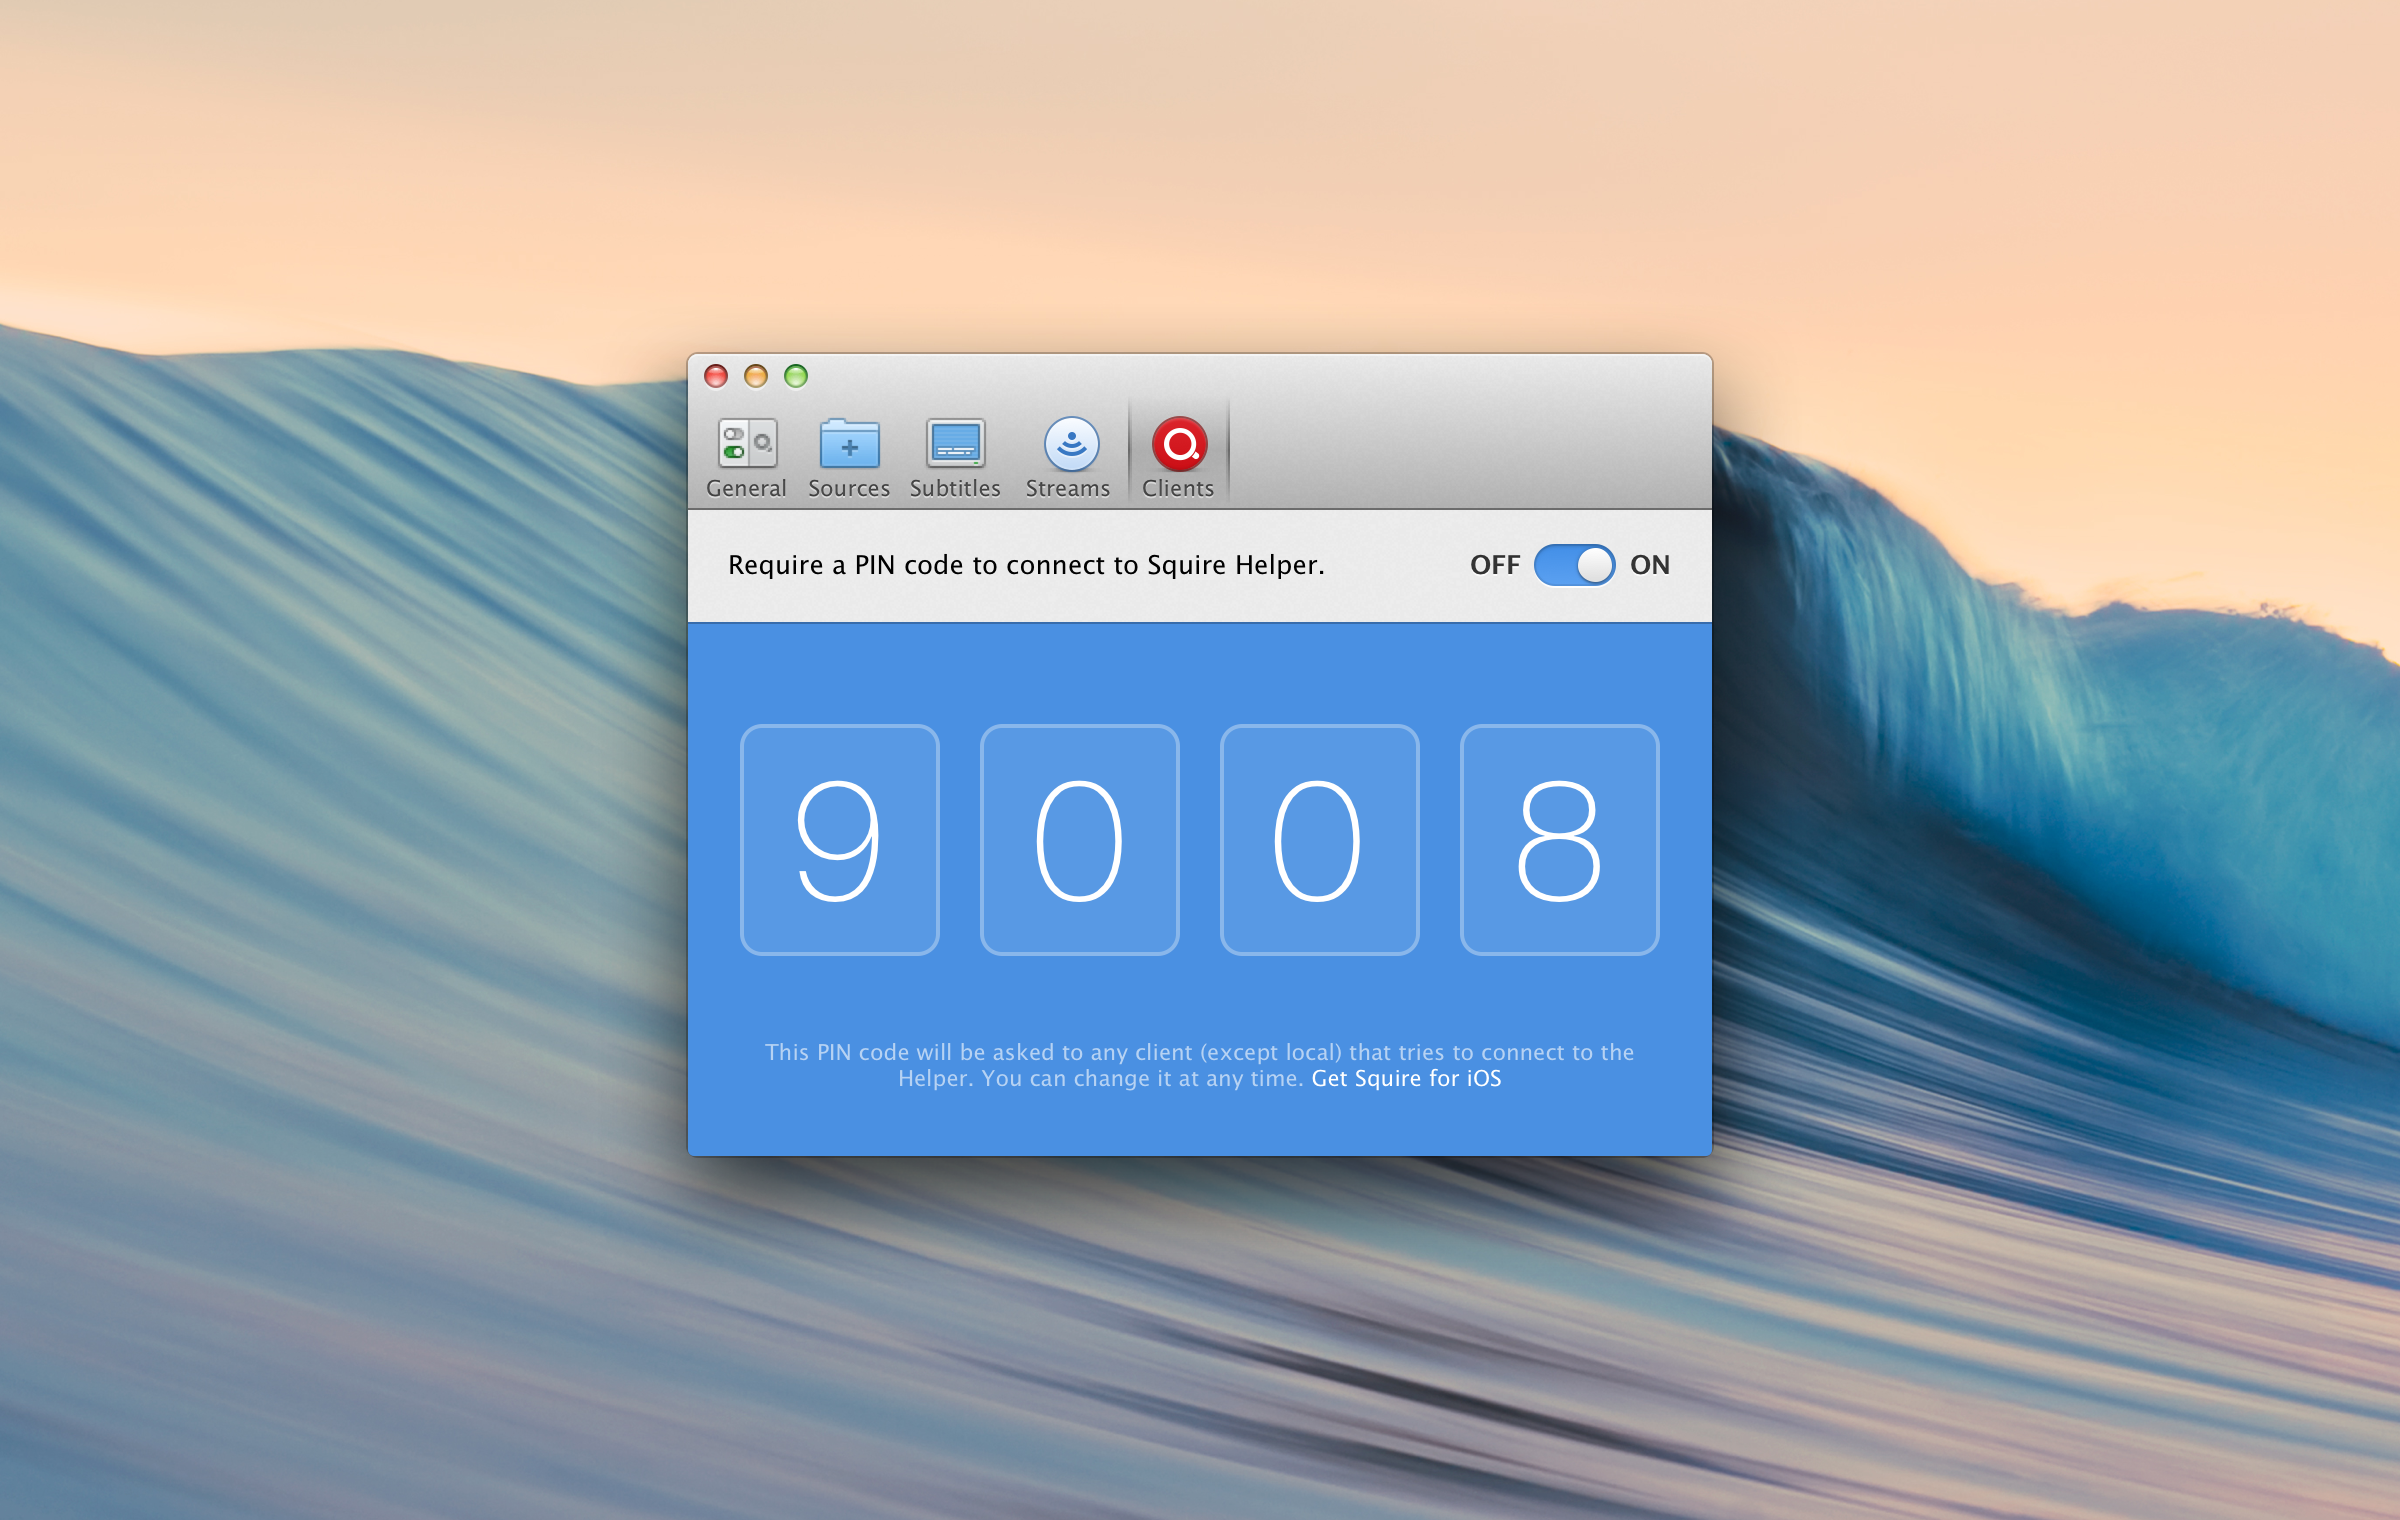 General Sources Subtitles Streams Clients
Require a PIN code to connect to Squire Helper. OFF ON
9 0 0 8
This PIN code will be asked to any client (except local) that tries to connect to the
Helper. You can change it at any time. Get Squire for iOS